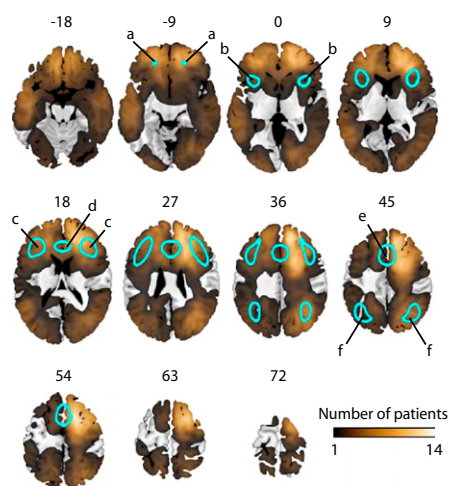 -18 -9 0 9
a a
b b
18 27 36 45
c d c
e
f f
54 63 72
Number of patients
1 14